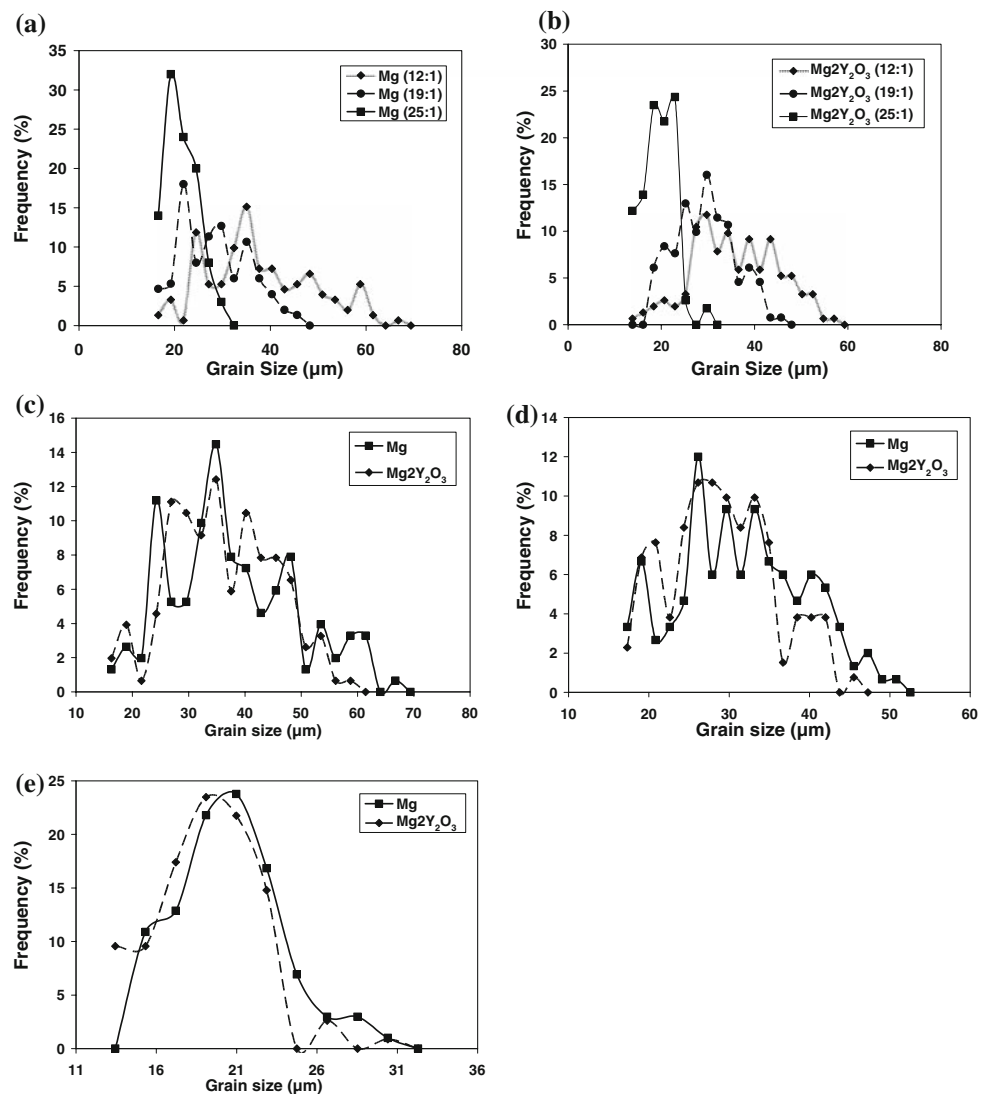 (a)
35
30
25
20
15
10
5
0
Frequency (%)
Mg (12:1)
Mg (19:1)
Mg (25:1)
0 20 40 60 80
Grain Size (µm)
(b)
30
25
20
15
10
5
0
Frequency (%)
Mg2Y₂O₃ (12:1)
Mg2Y₂O₃ (19:1)
Mg2Y₂O₃ (25:1)
0 20 40 60 80
Grain Size (µm)
(c)
16
14
12
10
8
6
4
2
0
Frequency (%)
Mg
Mg2Y₂O₃
10 20 30 40 50 60 70 80
Grain size (µm)
(d)
14
12
10
8
6
4
2
0
Frequency (%)
Mg
Mg2Y₂O₃
10 20 30 40 50 60
Grain size (µm)
(e)
25
20
15
10
5
0
Frequency (%)
Mg
Mg2Y₂O₃
11 16 21 26 31 36
Grain size (µm)